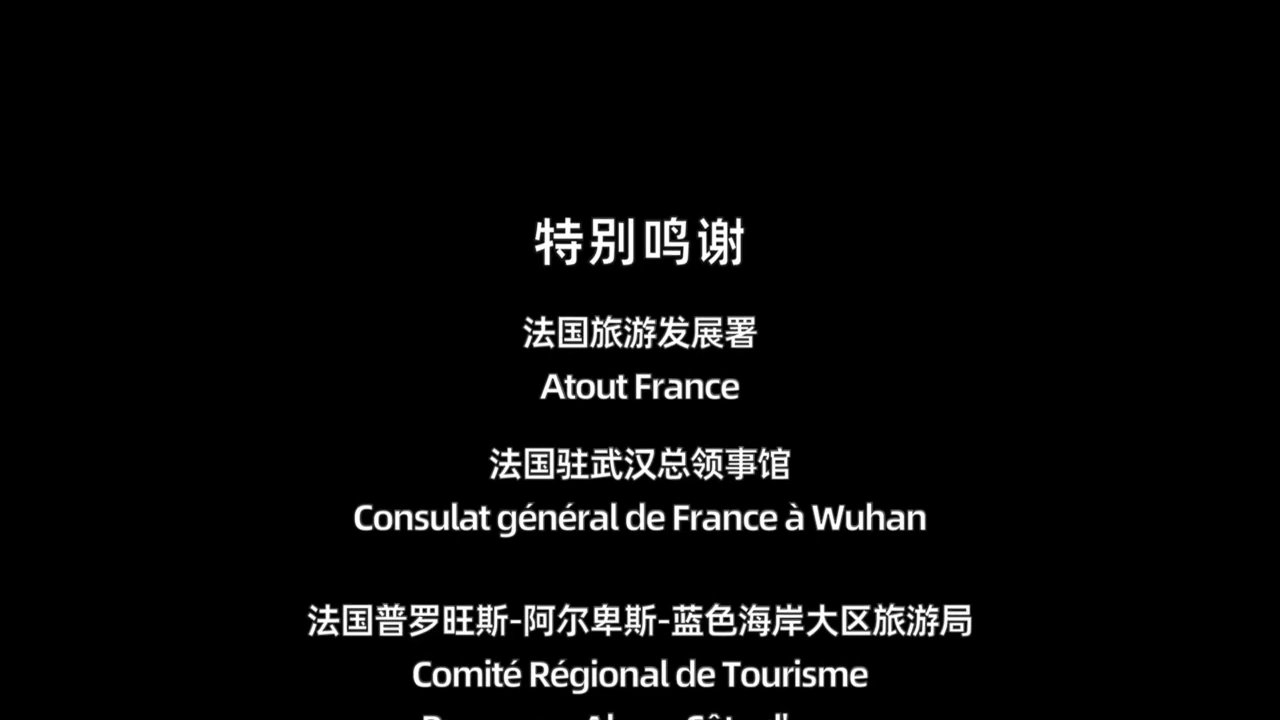 特别鸣谢
法国旅游发展署
Atout France
法国驻武汉总领事馆
Consulat général de France à Wuhan
法国普罗旺斯-阿尔卑斯-蓝色海岸大区旅游局
Comité Régional de Tourisme